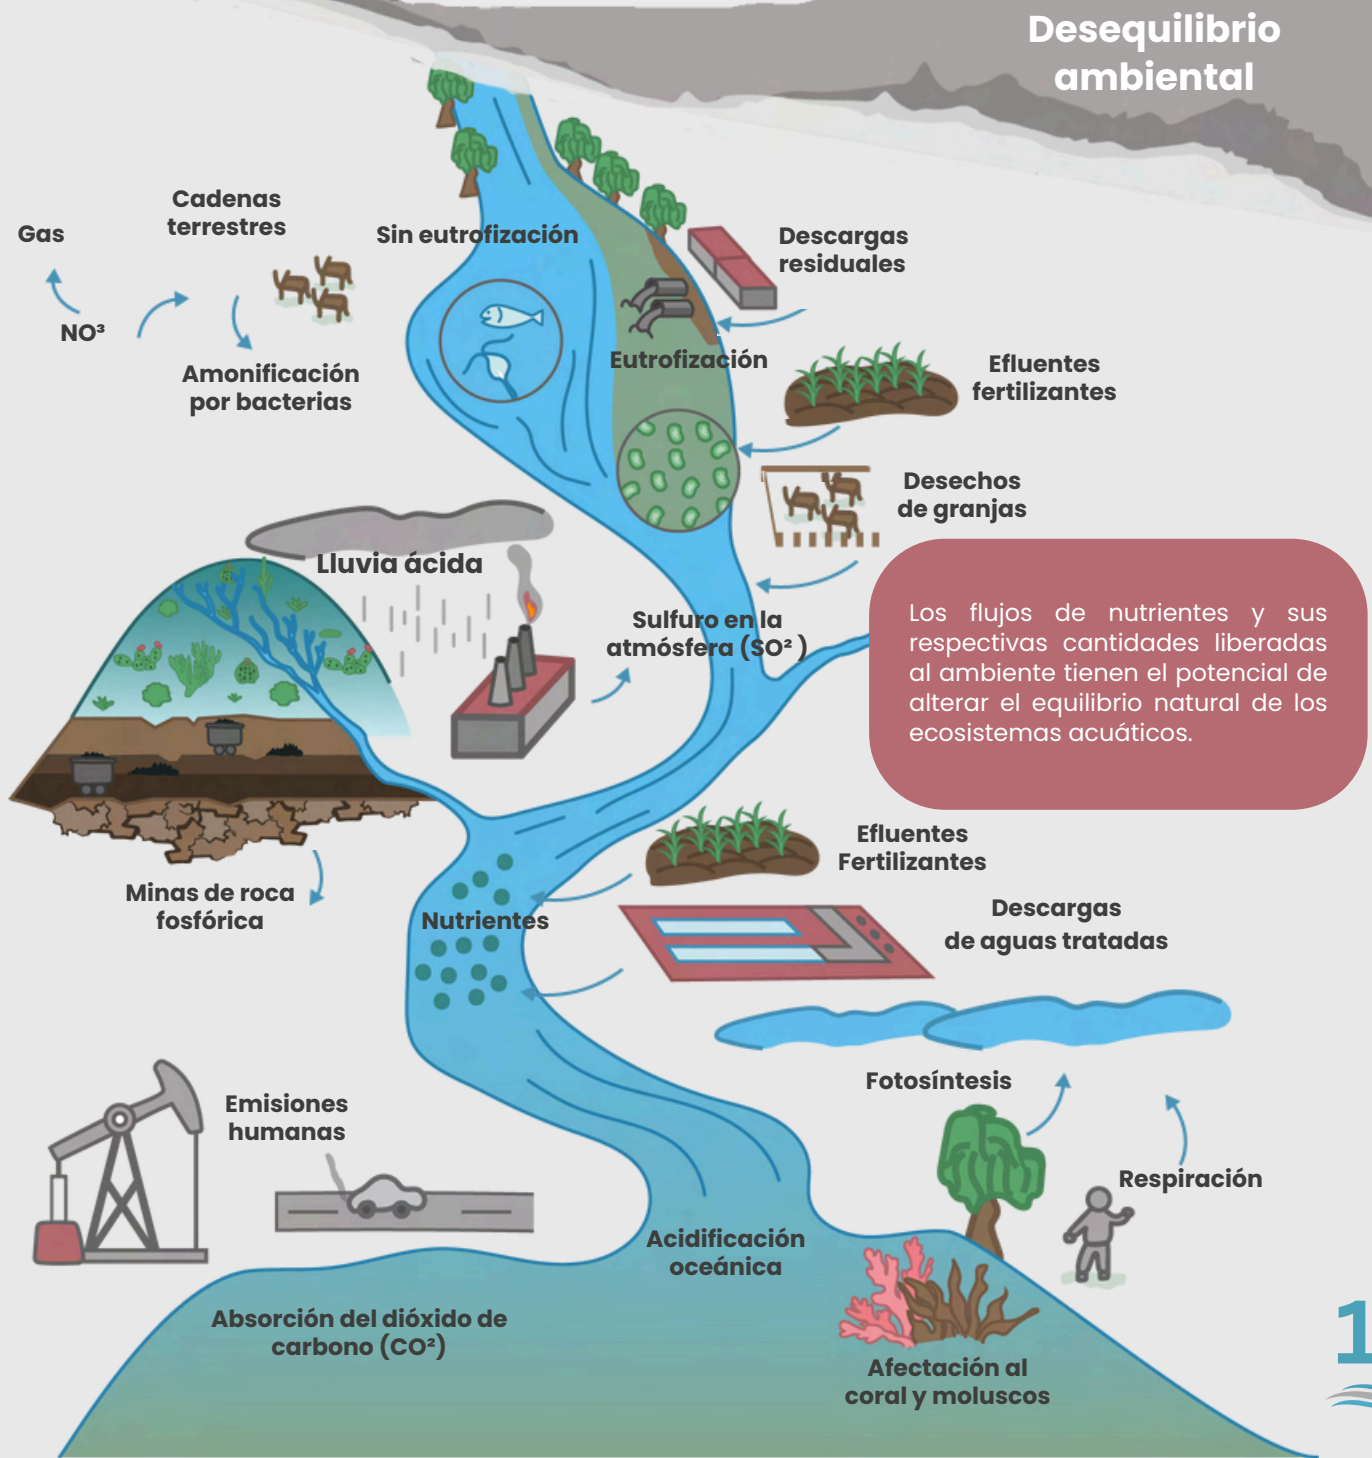 Desequilibrio
ambiental
Cadenas
terrestres
Gas
NO³
Amonificación
por bacterias
Sin eutrofización
Descargas
residuales
Eutrofización
Efluentes
fertilizantes
Desechos
de granjas
Lluvia ácida
Sulfuro en la
atmósfera (SO²)
Los flujos de nutrientes y sus
respectivas cantidades liberadas
al ambiente tienen el potencial de
alterar el equilibrio natural de los
ecosistemas acuáticos.
Minas de roca
fosfórica
Nutrientes
Efluentes
Fertilizantes
Descargas
de aguas tratadas
Fotosíntesis
Respiración
Emisiones
humanas
Acidificación
oceánica
Absorción del dióxido de
carbono (CO²)
Afectación al
coral y moluscos
1